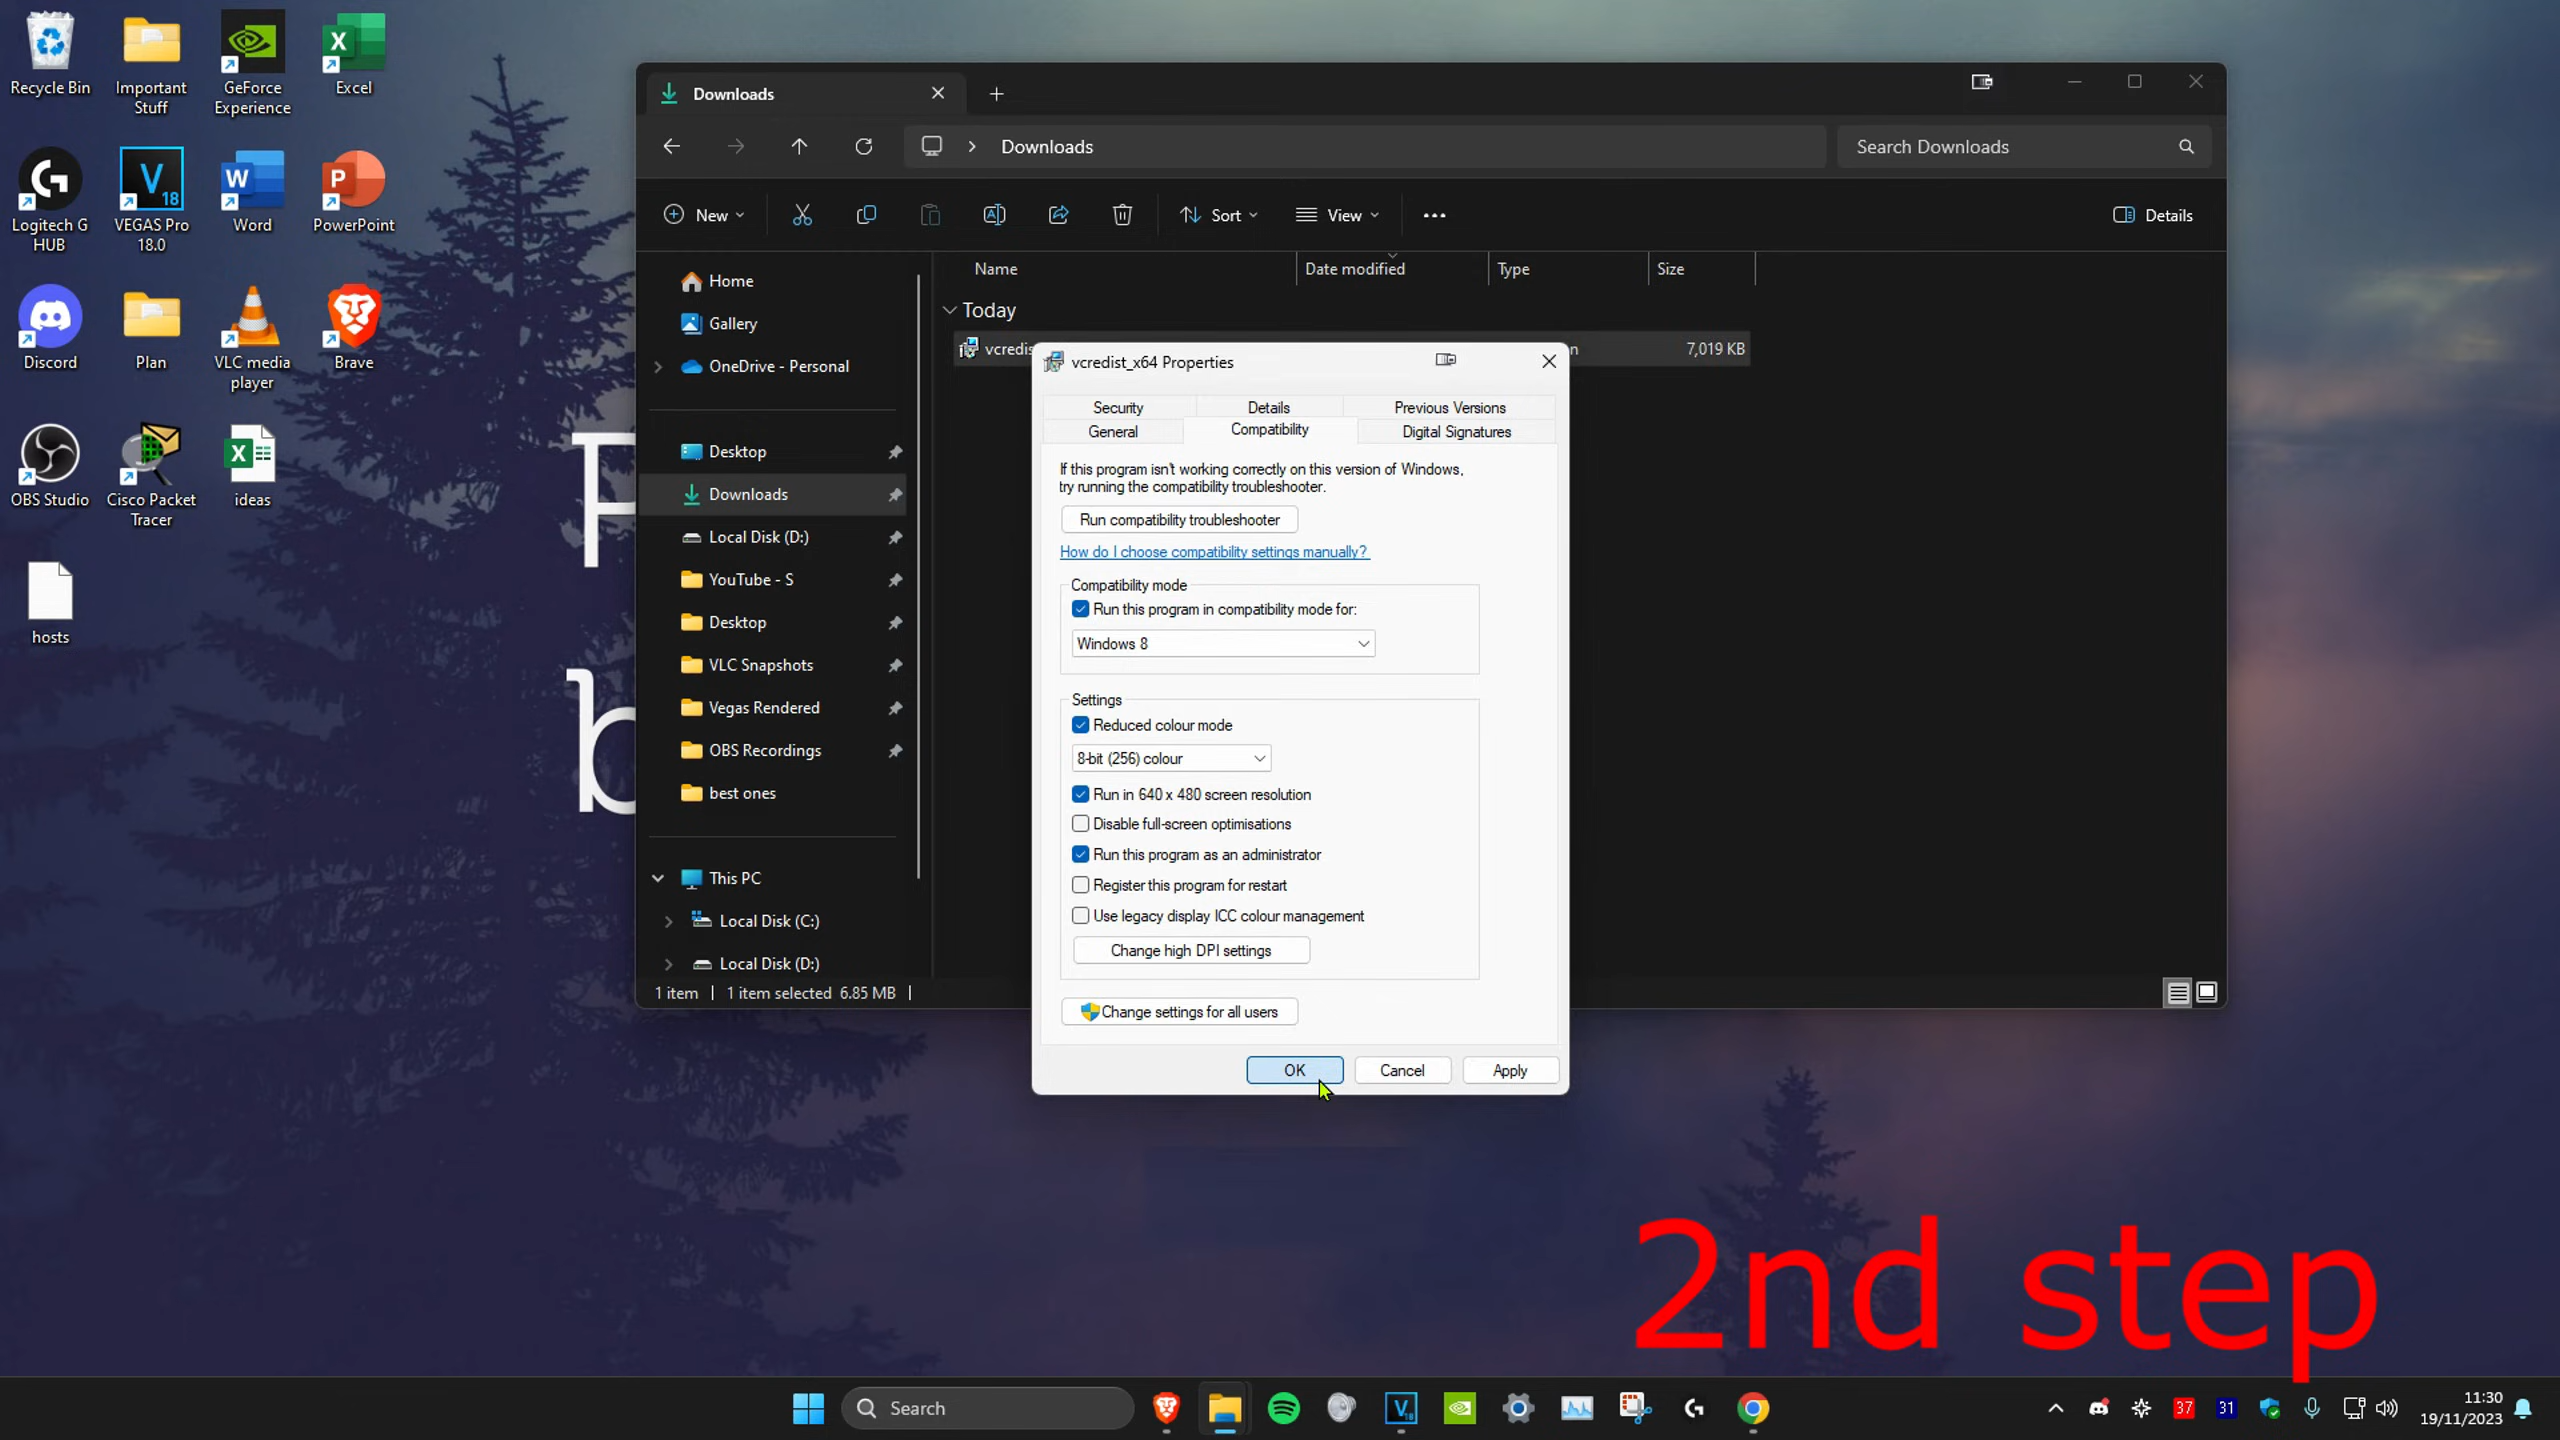 Recycle Bin
Important
Stuff
GeForce
Experience
Excel
Logitech G
HUB
VEGAS Pro
18.0
Word
PowerPoint
Discord
Plan
VLC media
player
Brave
OBS Studio
Cisco Packet
Tracer
ideas
hosts
Downloads
Downloads
Search Downloads
New
Sort
View
Details
Name
Date modified
Type
Size
Today
7,019 KB
Home
Gallery
OneDrive - Personal
Desktop
Downloads
Local Disk (D:)
YouTube - S
Desktop
VLC Snapshots
Vegas Rendered
OBS Recordings
best ones
This PC
Local Disk (C:)
Local Disk (D:)
1 item
1 item selected 6.85 MB
vcredist_x64 Properties
Security
Details
Previous Versions
General
Compatibility
Digital Signatures
If this program isn't working correctly on this version of Windows,
try running the compatibility troubleshooter.
Run compatibility troubleshooter
How do I choose compatibility settings manually?
Compatibility mode
Run this program in compatibility mode for:
Windows 8
Settings
Reduced colour mode
8-bit (256) colour
Run in 640 x 480 screen resolution
Disable full-screen optimisations
Run this program as an administrator
Register this program for restart
Use legacy display ICC colour management
Change high DPI settings
Change settings for all users
OK
Cancel
Apply
2nd step
Search
37
31
11:30
19/11/2023